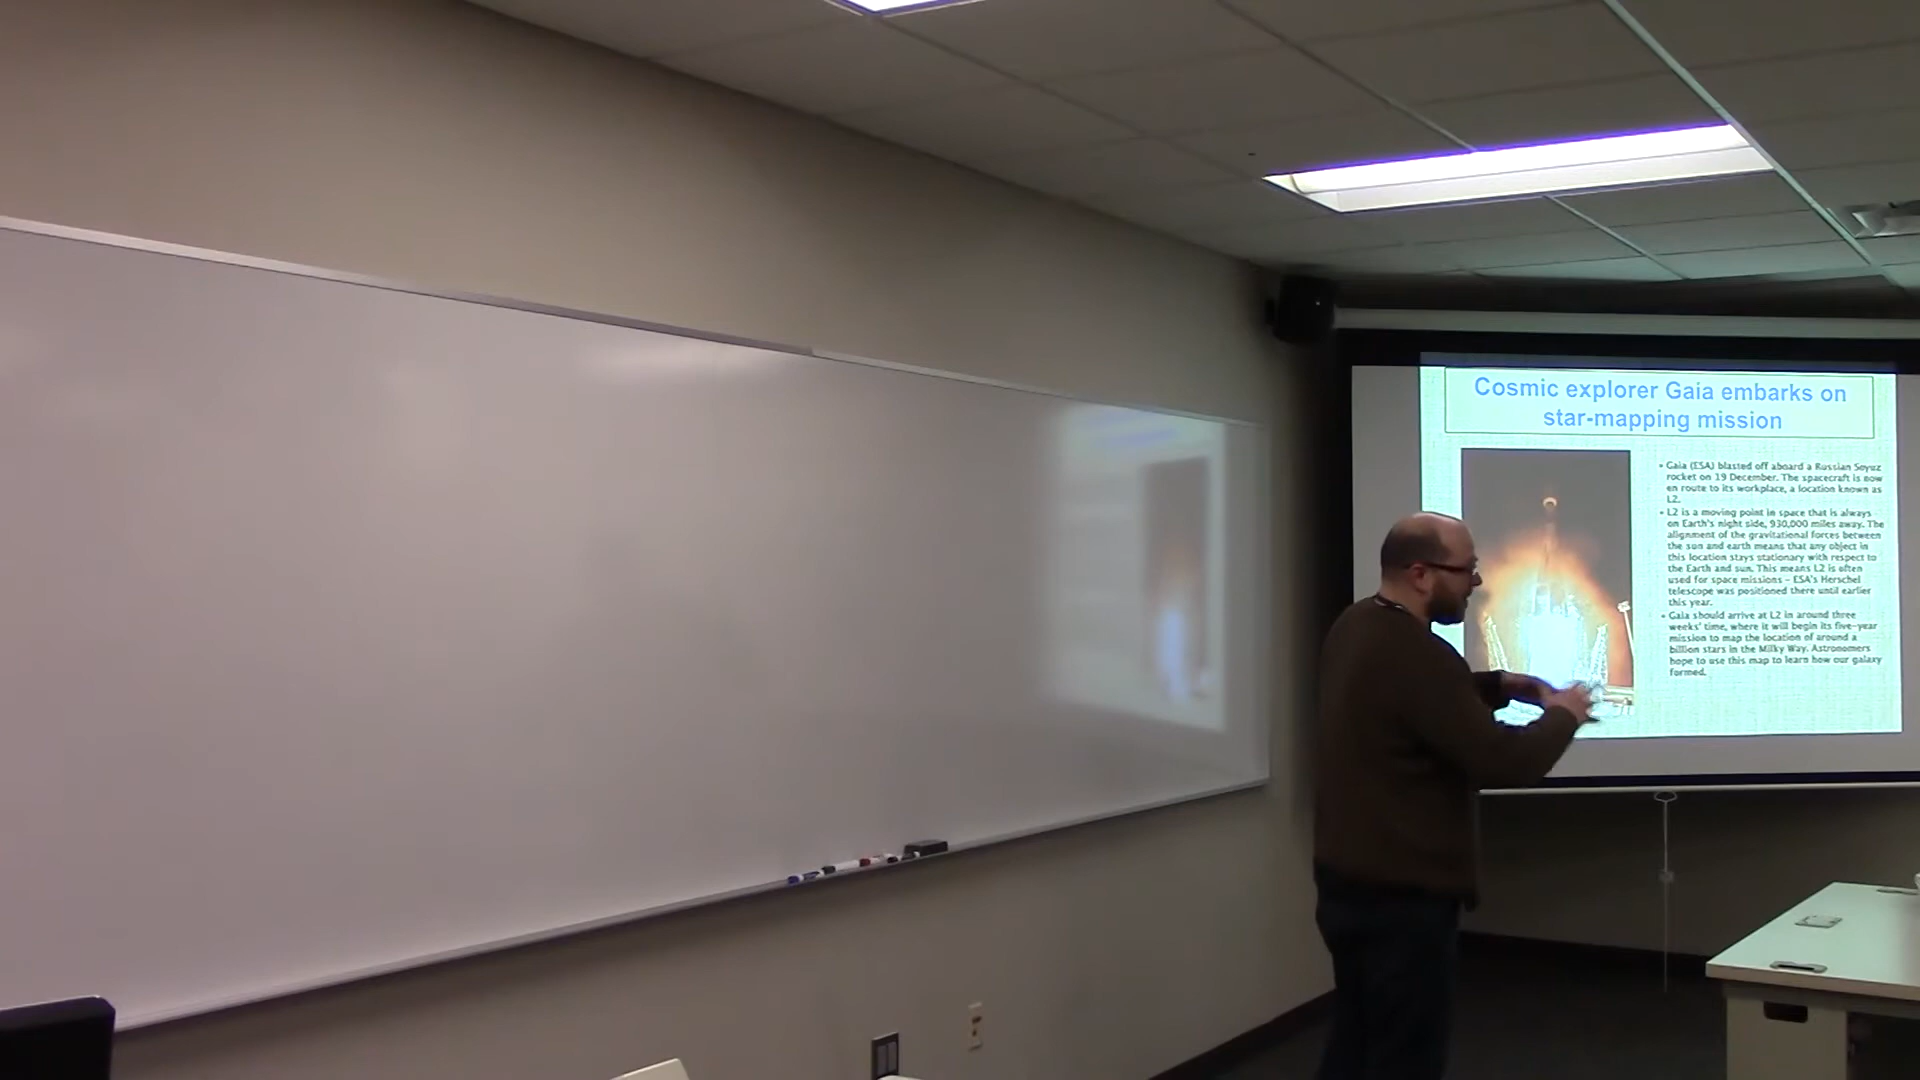 Cosmic explorer Gaia embarks on
star-mapping mission
• Gaia (ESA) blasted off aboard a Russian Soyuz
rocket on 19 December. The spacecraft is now
en route to its workplace, a location known as
L2.
• L2 is a moving point in space that is always
on Earth's night side, 930,000 miles away. The
alignment of the gravitational forces between
the sun and earth means that any object in
this location stays stationary with respect to
the Earth and sun. This means L2 is often
used for space missions - ESA's Herschel
telescope was positioned there until earlier
this year.
• Gaia should arrive at L2 in around three
weeks' time, where it will begin its five-year
mission to map the location of around a
billion stars in the Milky Way. Astronomers
hope to use this map to learn how our galaxy
formed.